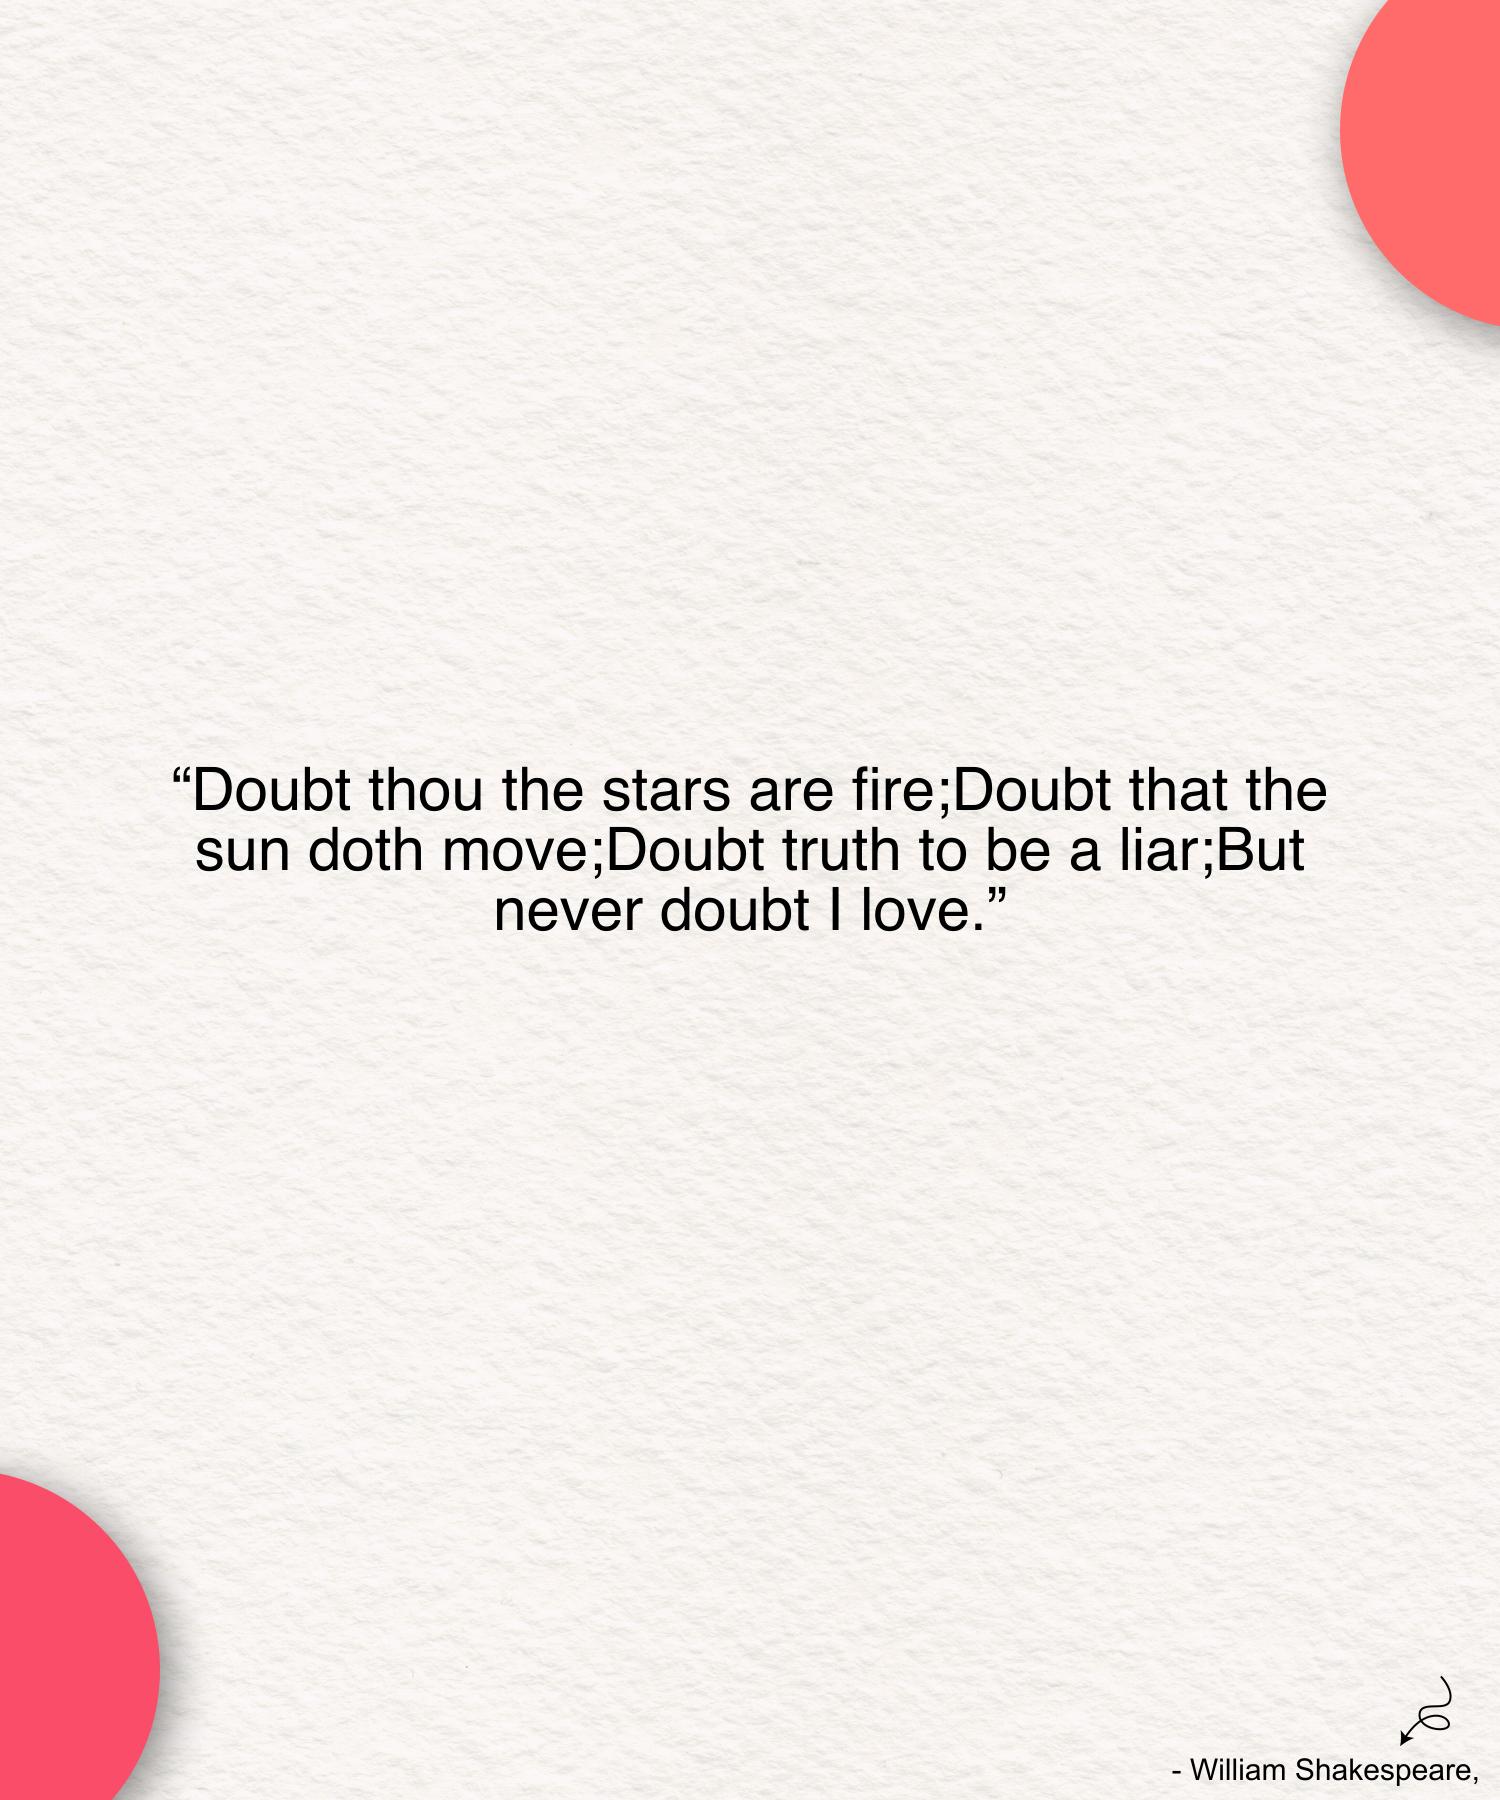 “Doubt thou the stars are fire;Doubt that the
sun doth move;Doubt truth to be a liar;But
never doubt I love.”
- William Shakespeare,